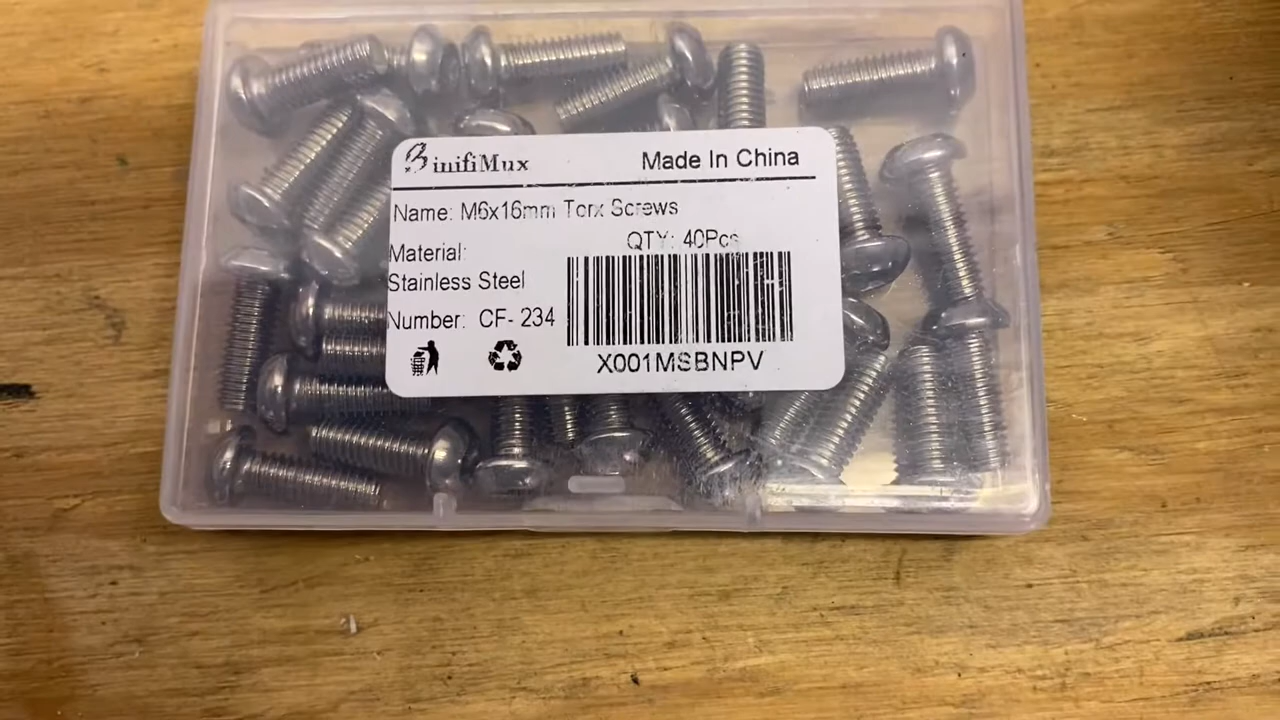 BinifiMux
Made In China
Name: M6x16mm Torx Screws
QTY: 40Pcs
Material:
Stainless Steel
Number: CF- 234
X001MSBNPV